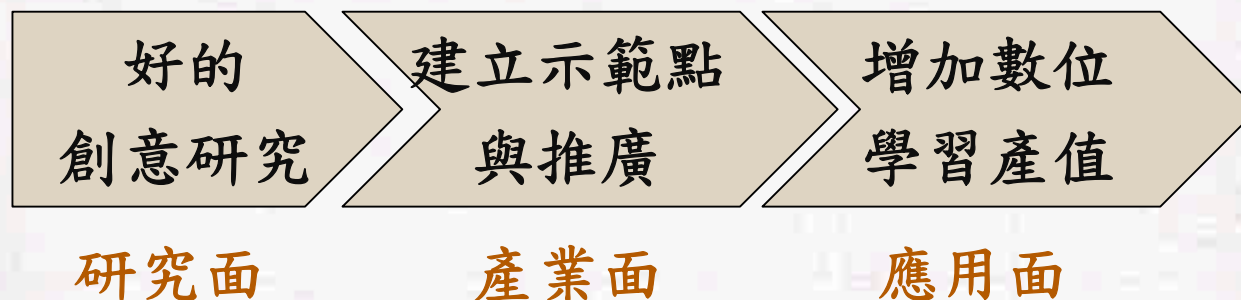 好的
創意研究
建立示範點
與推廣
增加數位
學習產值
研究面
產業面
應用面